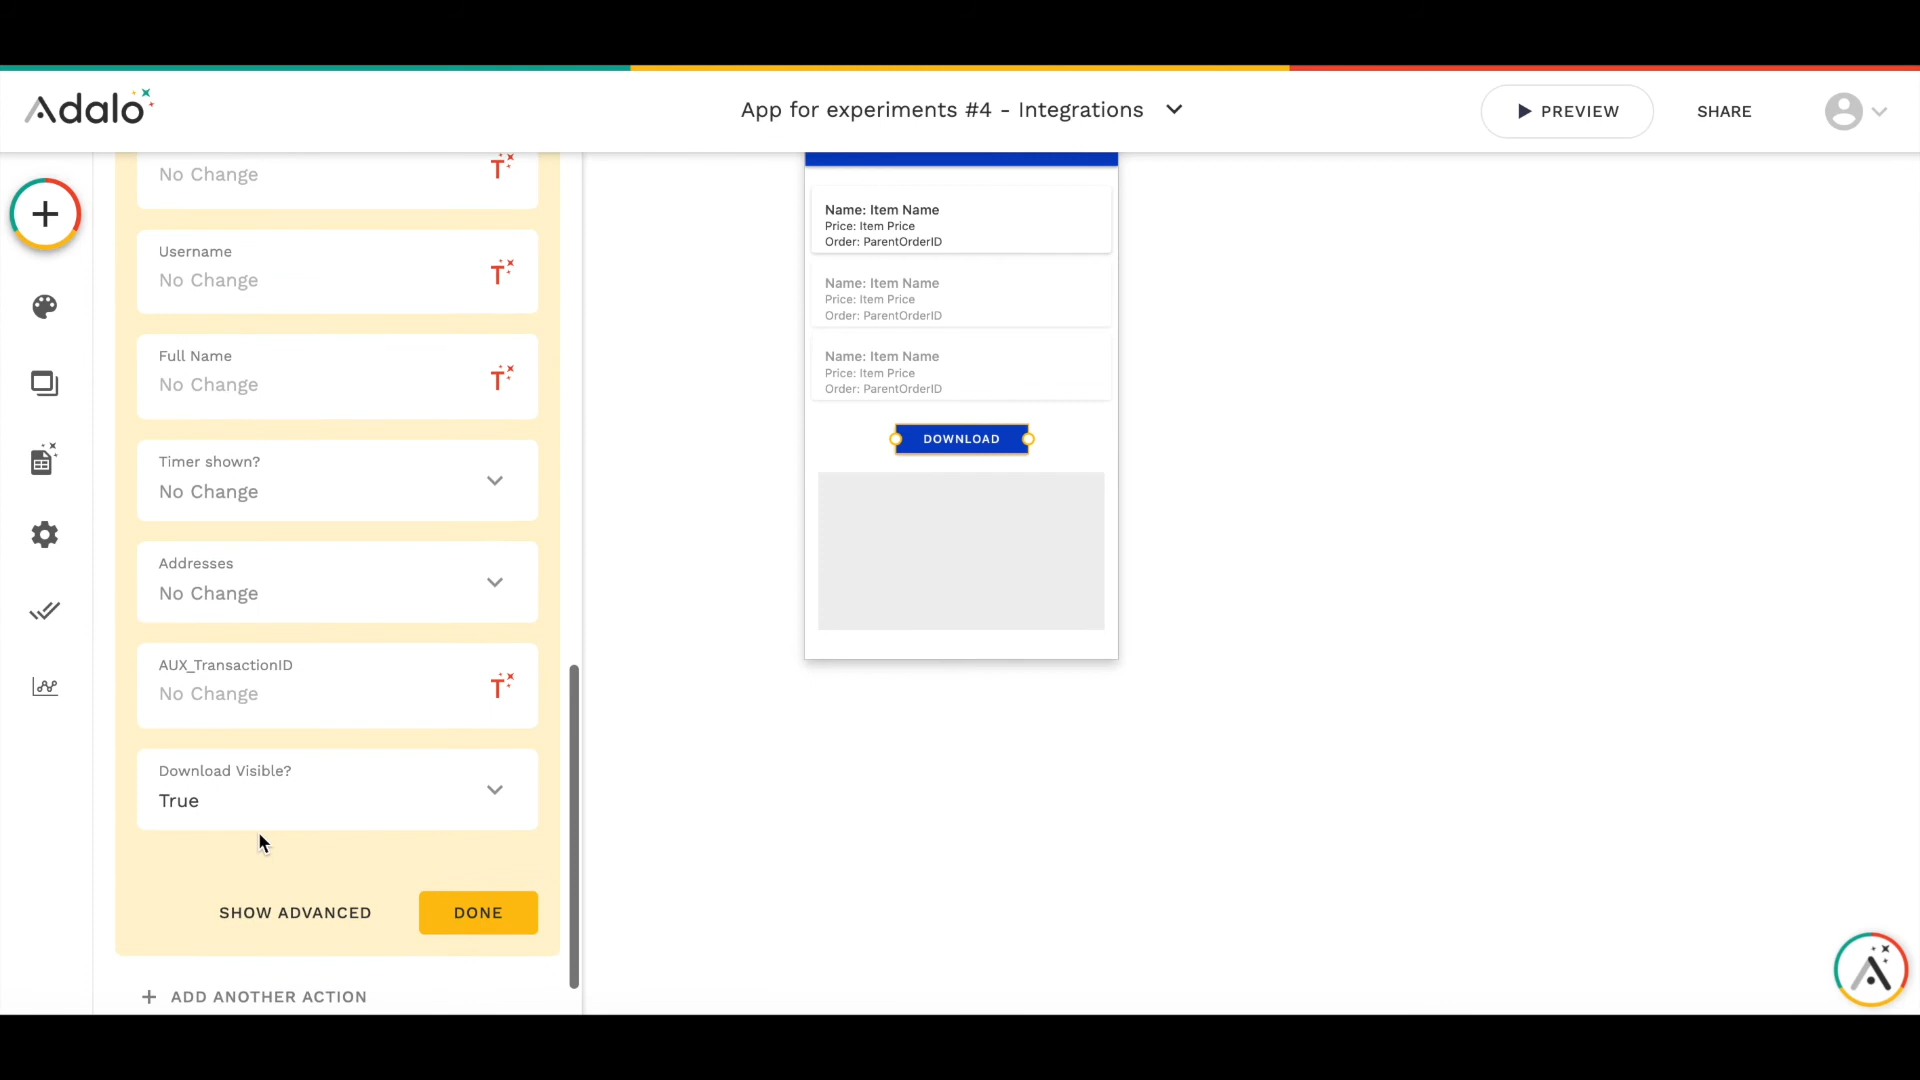 Adalo
App for experiments #4 - Integrations
PREVIEW
SHARE
No Change
Username
No Change
Full Name
No Change
Timer shown?
No Change
Addresses
No Change
AUX_TransactionID
No Change
Download Visible?
True
SHOW ADVANCED
DONE
+ ADD ANOTHER ACTION
Name: Item Name
Price: Item Price
Order: ParentOrderID
Name: Item Name
Price: Item Price
Order: ParentOrderID
Name: Item Name
Price: Item Price
Order: ParentOrderID
DOWNLOAD